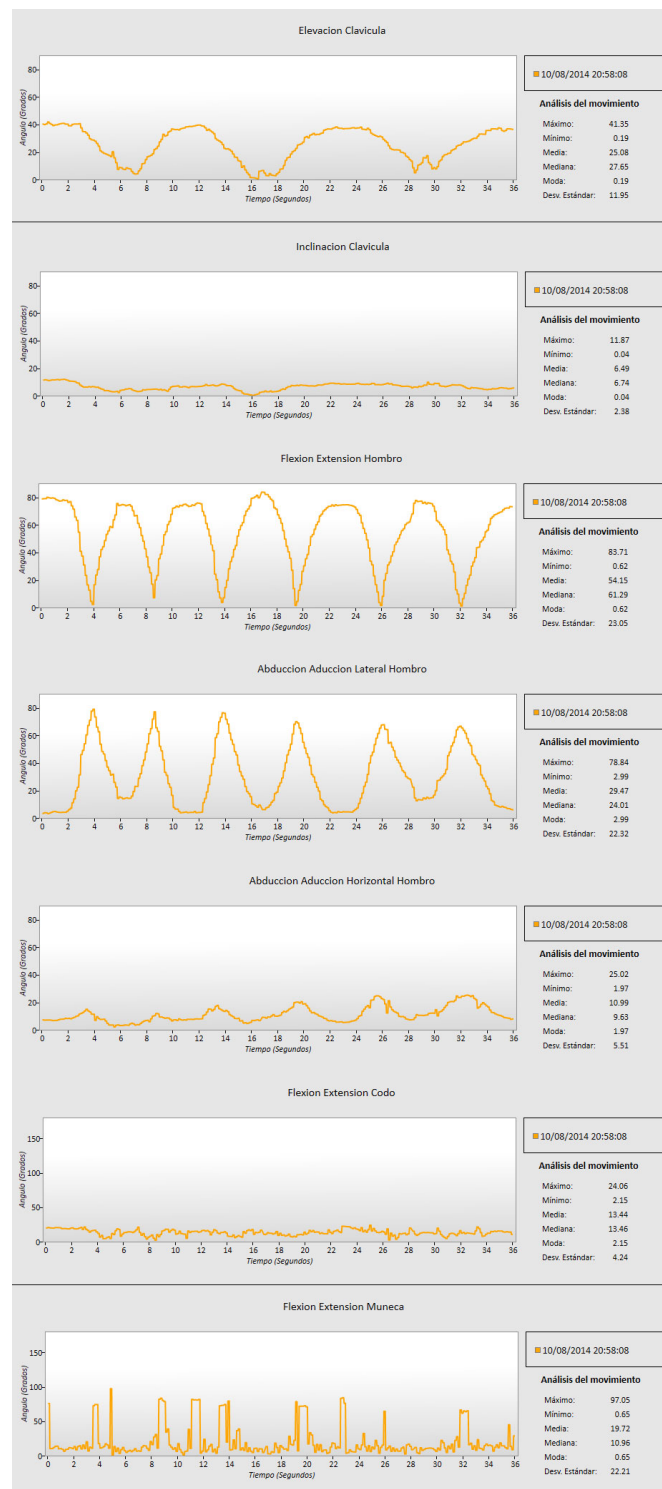 Elevacion Clavicula
10/08/2014 20:58:08
Análisis del movimiento
Máximo: 41.35
Mínimo: 0.19
Media: 25.08
Mediana: 27.65
Moda: 0.19
Desv. Estándar: 11.95
Angulo (Grados)
80
60
40
20
0
0 2 4 6 8 10 12 14 16 18 20 22 24 26 28 30 32 34 36
Tiempo (Segundos)
Inclinacion Clavicula
10/08/2014 20:58:08
Análisis del movimiento
Máximo: 11.87
Mínimo: 0.04
Media: 6.49
Mediana: 6.74
Moda: 0.04
Desv. Estándar: 2.38
Angulo (Grados)
80
60
40
20
0
0 2 4 6 8 10 12 14 16 18 20 22 24 26 28 30 32 34 36
Tiempo (Segundos)
Flexion Extension Hombro
10/08/2014 20:58:08
Análisis del movimiento
Máximo: 83.71
Mínimo: 0.62
Media: 54.15
Mediana: 61.29
Moda: 0.62
Desv. Estándar: 23.05
Angulo (Grados)
80
60
40
20
0
0 2 4 6 8 10 12 14 16 18 20 22 24 26 28 30 32 34 36
Tiempo (Segundos)
Abduccion Aduccion Lateral Hombro
10/08/2014 20:58:08
Análisis del movimiento
Máximo: 78.84
Mínimo: 2.99
Media: 29.47
Mediana: 24.01
Moda: 2.99
Desv. Estándar: 22.32
Angulo (Grados)
80
60
40
20
0
0 2 4 6 8 10 12 14 16 18 20 22 24 26 28 30 32 34 36
Tiempo (Segundos)
Abduccion Aduccion Horizontal Hombro
10/08/2014 20:58:08
Análisis del movimiento
Máximo: 25.02
Mínimo: 1.97
Media: 10.99
Mediana: 9.63
Moda: 1.97
Desv. Estándar: 5.51
Angulo (Grados)
80
60
40
20
0
0 2 4 6 8 10 12 14 16 18 20 22 24 26 28 30 32 34 36
Tiempo (Segundos)
Flexion Extension Codo
10/08/2014 20:58:08
Análisis del movimiento
Máximo: 24.06
Mínimo: 2.15
Media: 13.44
Mediana: 13.46
Moda: 2.15
Desv. Estándar: 4.24
Angulo (Grados)
150
100
50
0
0 2 4 6 8 10 12 14 16 18 20 22 24 26 28 30 32 34 36
Tiempo (Segundos)
Flexion Extension Muneca
10/08/2014 20:58:08
Análisis del movimiento
Máximo: 97.05
Mínimo: 0.65
Media: 19.72
Mediana: 10.96
Moda: 0.65
Desv. Estándar: 22.21
Angulo (Grados)
150
100
50
0
0 2 4 6 8 10 12 14 16 18 20 22 24 26 28 30 32 34 36
Tiempo (Segundos)